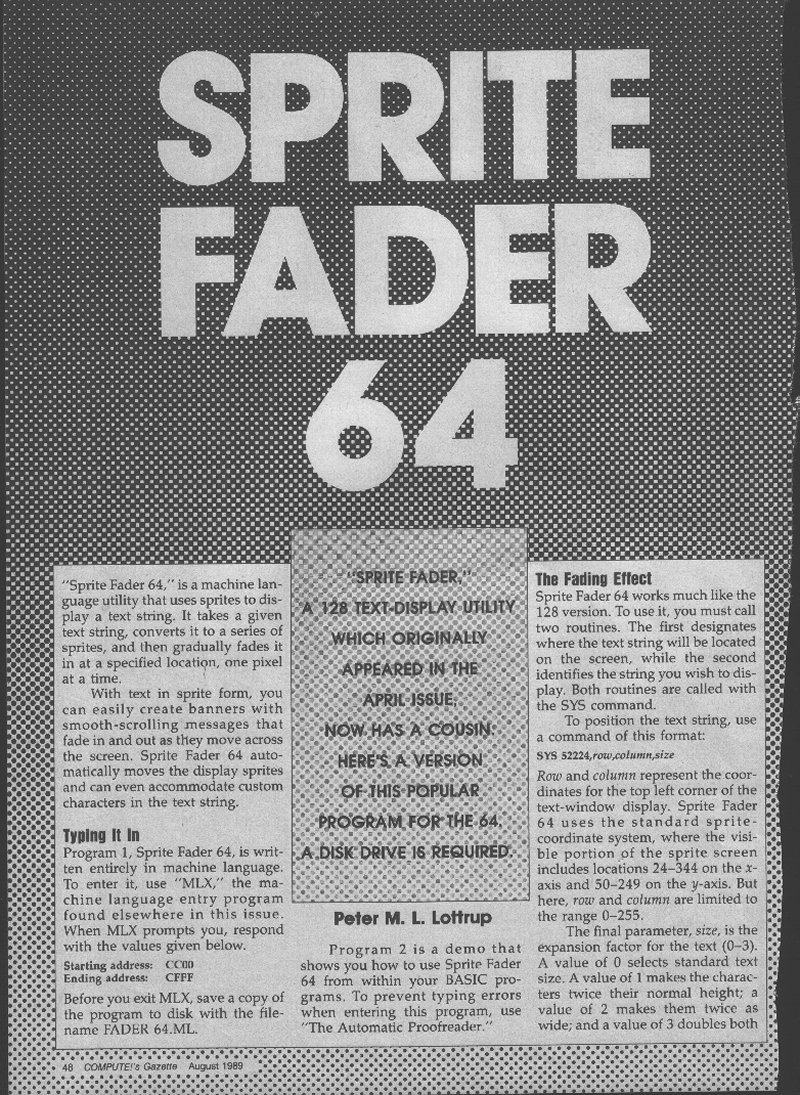 SPRITE
FADER
64
"Sprite Fader 64," is a machine lan-
guage utility that uses sprites to dis-
play a text string. It takes a given
text string, converts it to a series of
sprites, and then gradually fades it
in at a specified location, one pixel
at a time.
With text in sprite form, you
can easily create banners with
smooth-scrolling messages that
fade in and out as they move across
the screen. Sprite Fader 64 auto-
matically moves the display sprites
and can even accommodate custom
characters in the text string.
Typing It In
Program 1, Sprite Fader 64, is writ-
ten entirely in machine language.
To enter it, use "MLX," the ma-
chine language entry program
found elsewhere in this issue.
When MLX prompts you, respond
with the values given below.
Starting address: CC00
Ending address: CFFF
Before you exit MLX, save a copy of
the program to disk with the file-
name FADER 64.ML.
"SPRITE FADER,"
A 128 TEXT-DISPLAY UTILITY
WHICH ORIGINALLY
APPEARED IN THE
APRIL ISSUE,
NOW HAS A COUSIN.
HERE'S A VERSION
OF THIS POPULAR
PROGRAM FOR THE 64.
A DISK DRIVE IS REQUIRED.
Peter M. L. Lottrup
Program 2 is a demo that
shows you how to use Sprite Fader
64 from within your BASIC pro-
grams. To prevent typing errors
when entering this program, use
"The Automatic Proofreader."
The Fading Effect
Sprite Fader 64 works much like the
128 version. To use it, you must call
two routines. The first designates
where the text string will be located
on the screen, while the second
identifies the string you wish to dis-
play. Both routines are called with
the SYS command.
To position the text string, use
a command of this format:
SYS 52224,row,column,size
Row and column represent the coor-
dinates for the top left corner of the
text-window display. Sprite Fader
64 uses the standard sprite-
coordinate system, where the visi-
ble portion of the sprite screen
includes locations 24–344 on the x-
axis and 50–249 on the y-axis. But
here, row and column are limited to
the range 0–255.
The final parameter, size, is the
expansion factor for the text (0–3).
A value of 0 selects standard text
size. A value of 1 makes the charac-
ters twice their normal height; a
value of 2 makes them twice as
wide; and a value of 3 doubles both
48 COMPUTE!'s Gazette August 1989